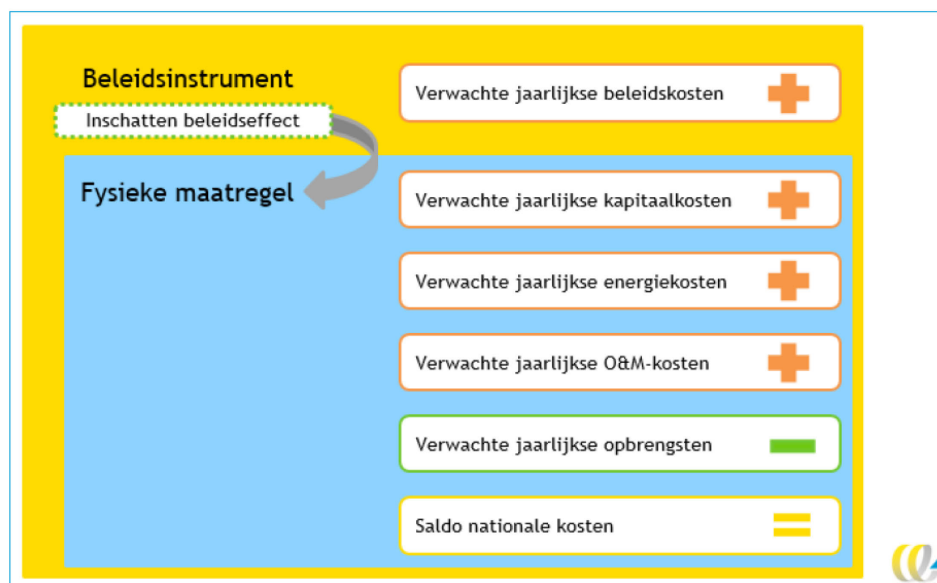 Beleidsinstrument
Inschatten beleidseffect
Verwachte jaarlijkse beleidskosten
Fysieke maatregel
Verwachte jaarlijkse kapitaalkosten
Verwachte jaarlijkse energiekosten
Verwachte jaarlijkse O&M-kosten
Verwachte jaarlijkse opbrengsten
Saldo nationale kosten